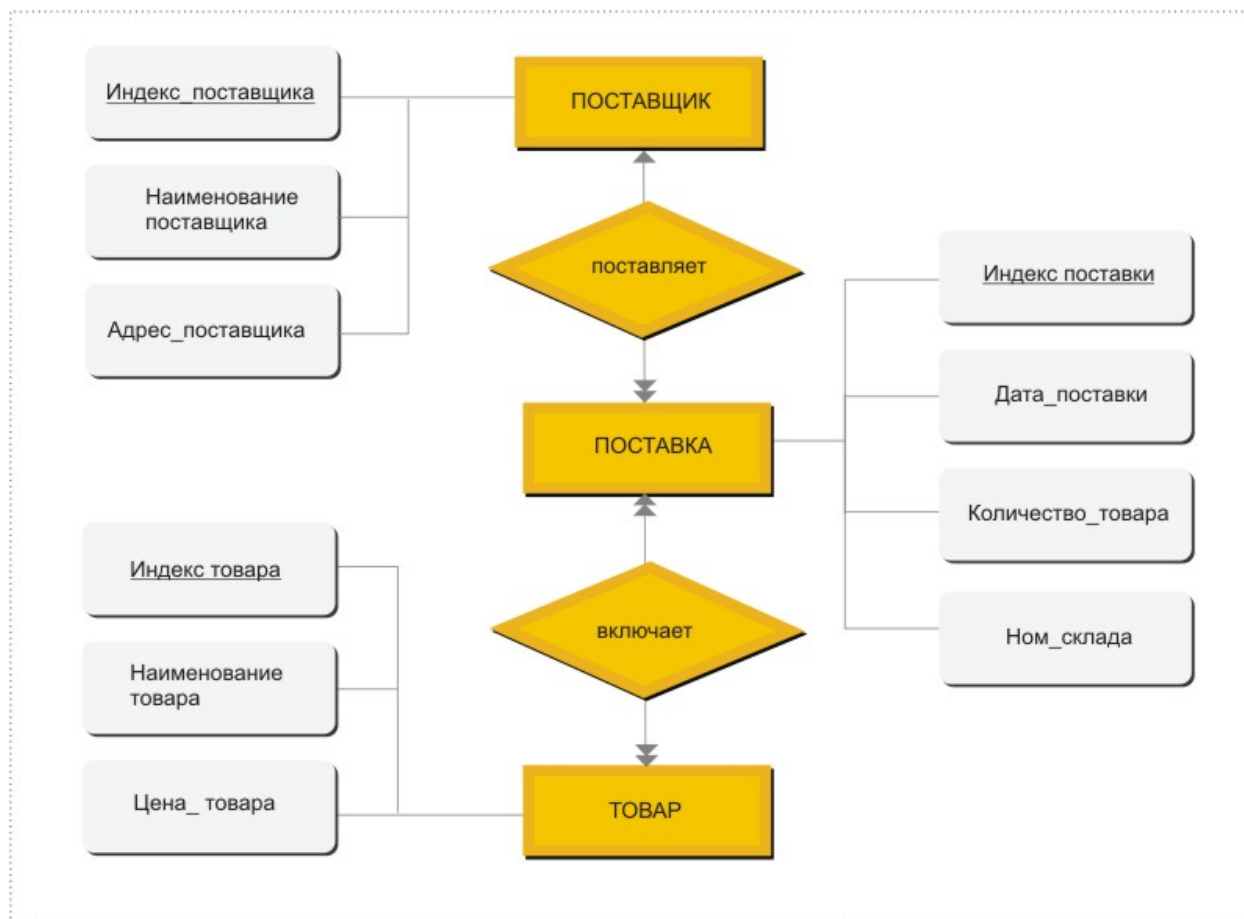 Индекс_поставщика
ПОСТАВЩИК
Наименование
поставщика
поставляет
Адрес_поставщика
Индекс поставки
Дата_поставки
ПОСТАВКА
Количество_товара
Индекс товара
включает
Ном_склада
Наименование
товара
Цена_ товара
ТОВАР